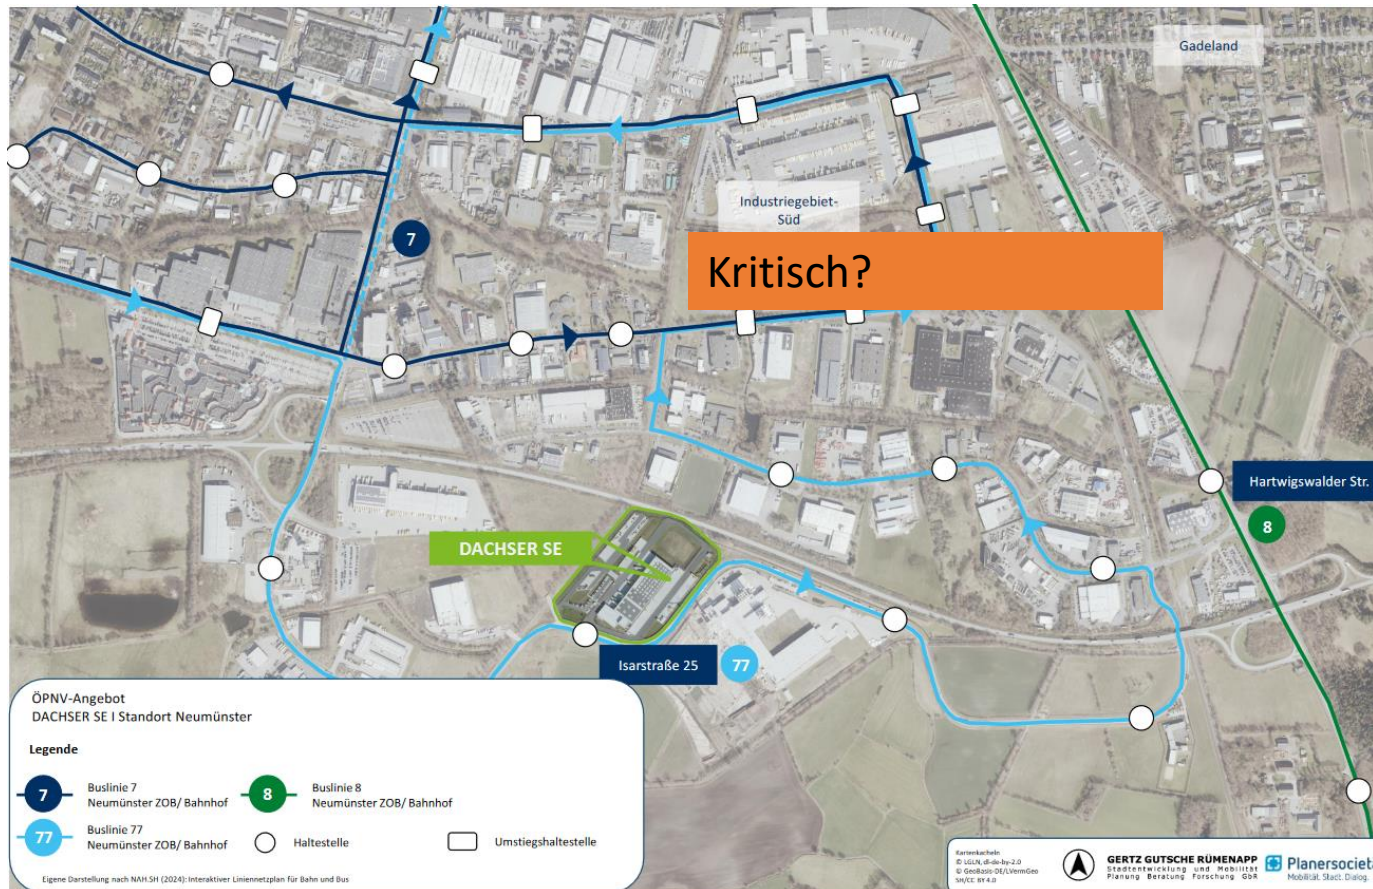 Gadeland
Industriegebiet-
Süd
7
Kritisch?
Hartwigswalder Str.
8
DACHSER SE
Isarstraße 25
77
ÖPNV-Angebot
DACHSER SE I Standort Neumünster
Legende
7
Buslinie 7
Neumünster ZOB/ Bahnhof
8
Buslinie 8
Neumünster ZOB/ Bahnhof
77
Buslinie 77
Neumünster ZOB/ Bahnhof
Haltestelle
Umstiegshaltestelle
Eigene Darstellung nach NAH.SH (2024): Interaktiver Liniennetzplan für Bahn und Bus
Kartenkacheln
© LGLN, dl-de-by-2.0
© GeoBasis-DE/LVermGeo
SH/CC BY 4.0
GERTZ GUTSCHE RÜMENAPP
Stadtentwicklung und Mobilität
Planung Beratung Forschung GbR
Planersocieta
Mobilität. Stadt. Dialog.